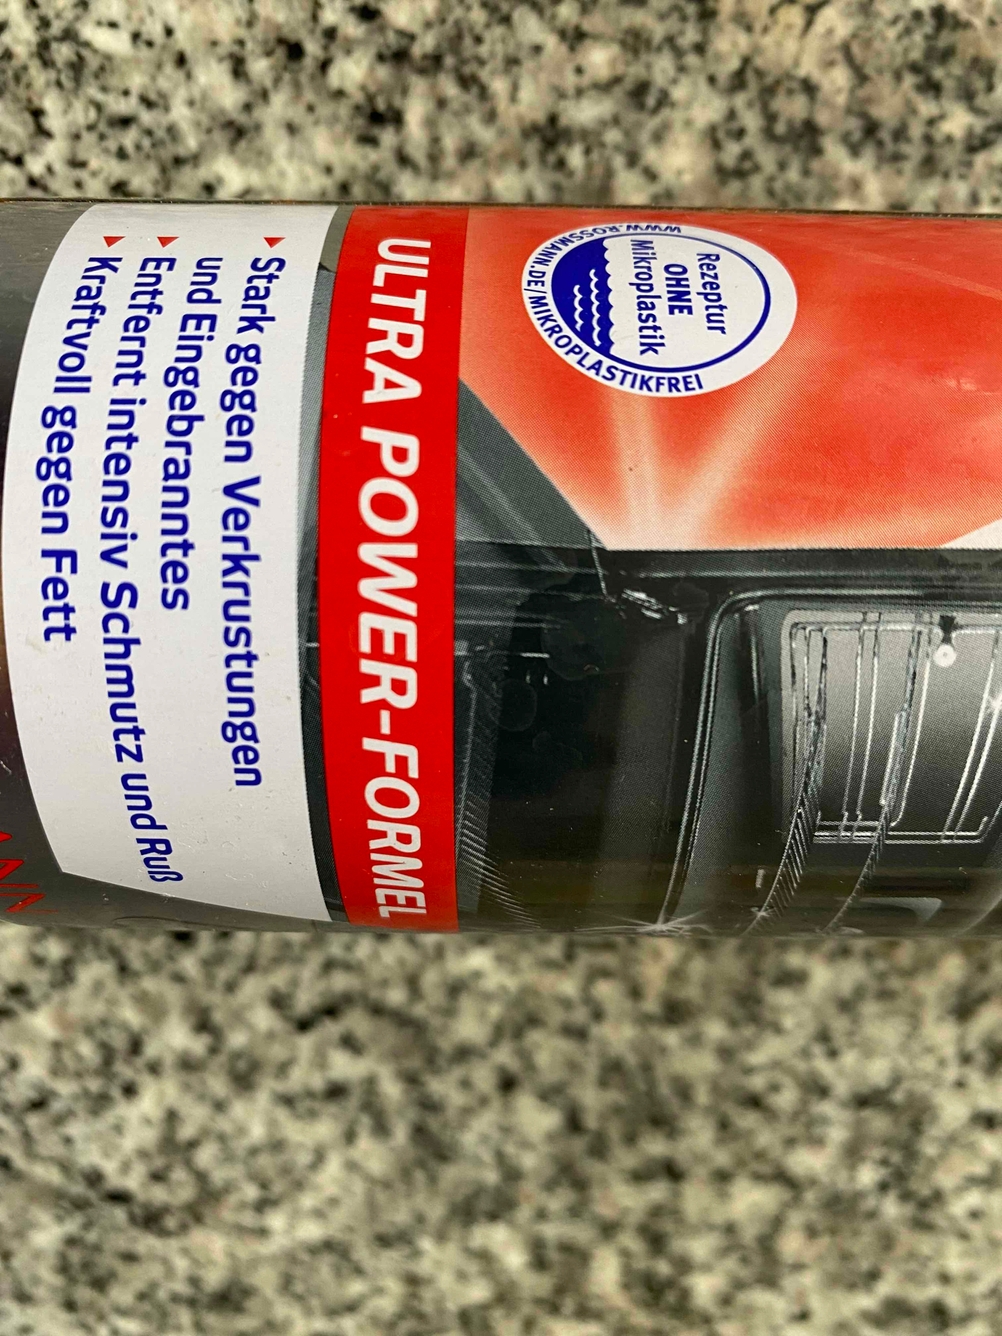 Rezeptur
OHNE
Mikroplastik
WWW.ROSSMANN.DE/MIKROPLASTIKFREI
ULTRA POWER-FORMEL
Stark gegen Verkrustungen
und Eingebranntes
Entfernt intensiv Schmutz und Ruß
Kraftvoll gegen Fett